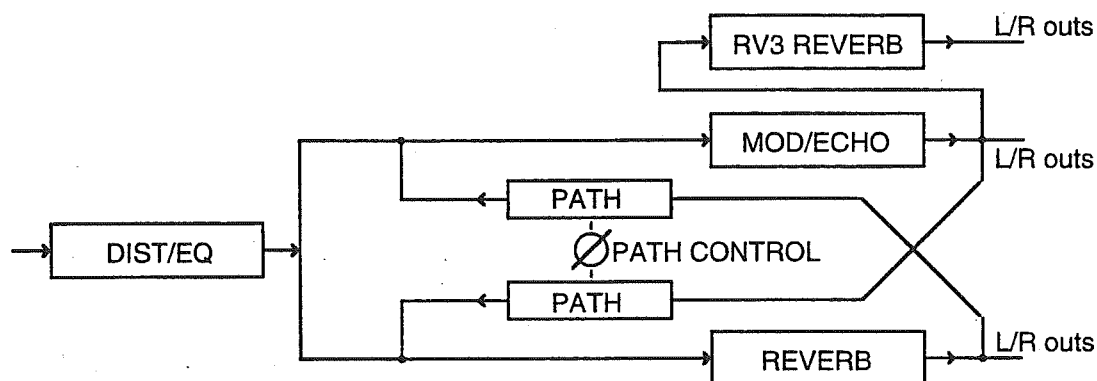 L/R outs
RV3 REVERB
MOD/ECHO
L/R outs
PATH
DIST/EQ
PATH CONTROL
PATH
L/R outs
REVERB